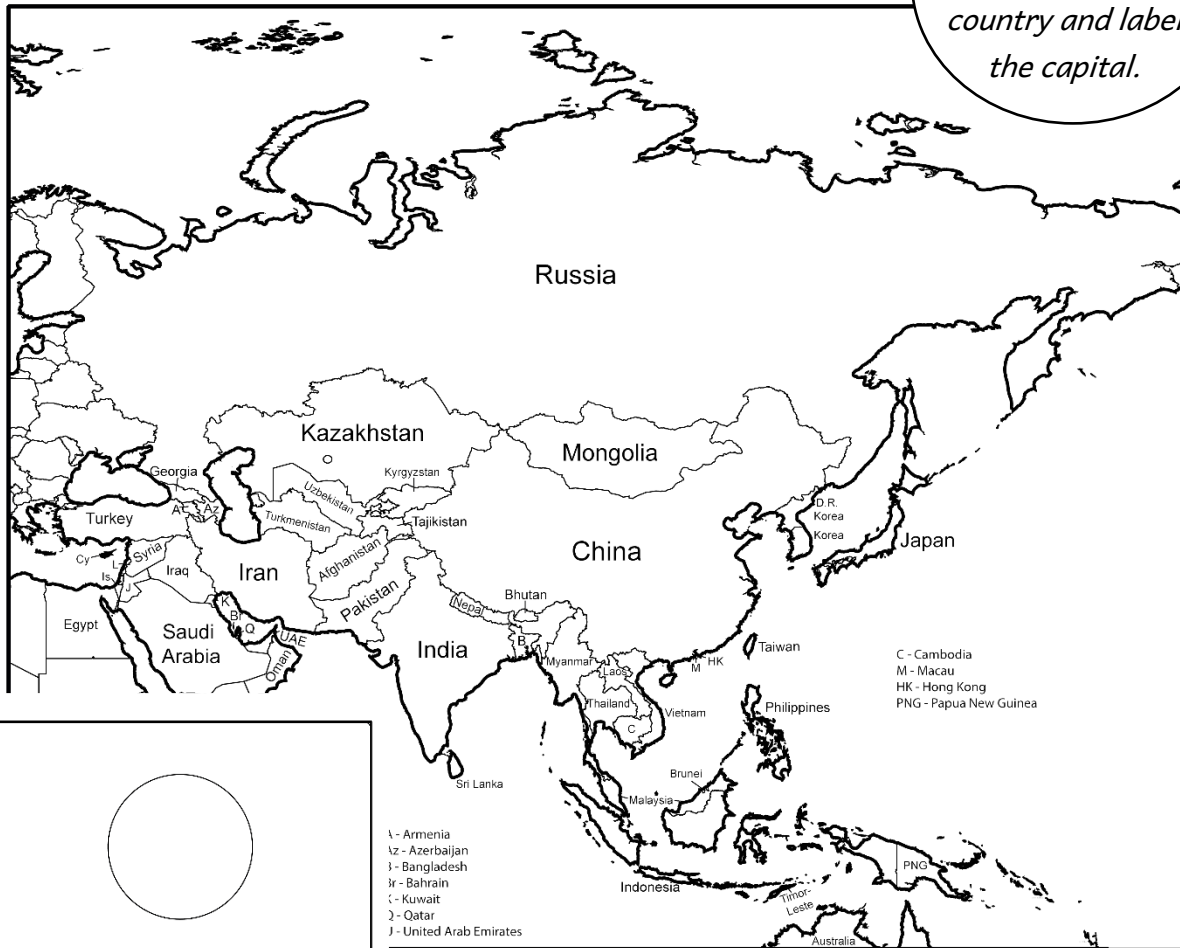 country and label
the capital.
Russia
Kazakhstan
Mongolia
Georgia
Kyrgyzstan
Uzbekistan
A
Az
Turkmenistan
Turkey
Tajikistan
D.R.
Korea
Korea
Japan
China
Cy
L
Syria
Is
J
Iraq
Iran
Afghanistan
Pakistan
K
Br
Q
UAE
Oman
Egypt
Saudi
Arabia
Nepal
Bhutan
B
India
Myanmar
Laos
Thailand
C
Vietnam
M
HK
Taiwan
Philippines
C - Cambodia
M - Macau
HK - Hong Kong
PNG - Papua New Guinea
Sri Lanka
Brunei
Malaysia
Indonesia
PNG
Timor-
Leste
Australia
- Armenia
Az - Azerbaijan
- Bangladesh
Br - Bahrain
- Kuwait
- Qatar
- United Arab Emirates